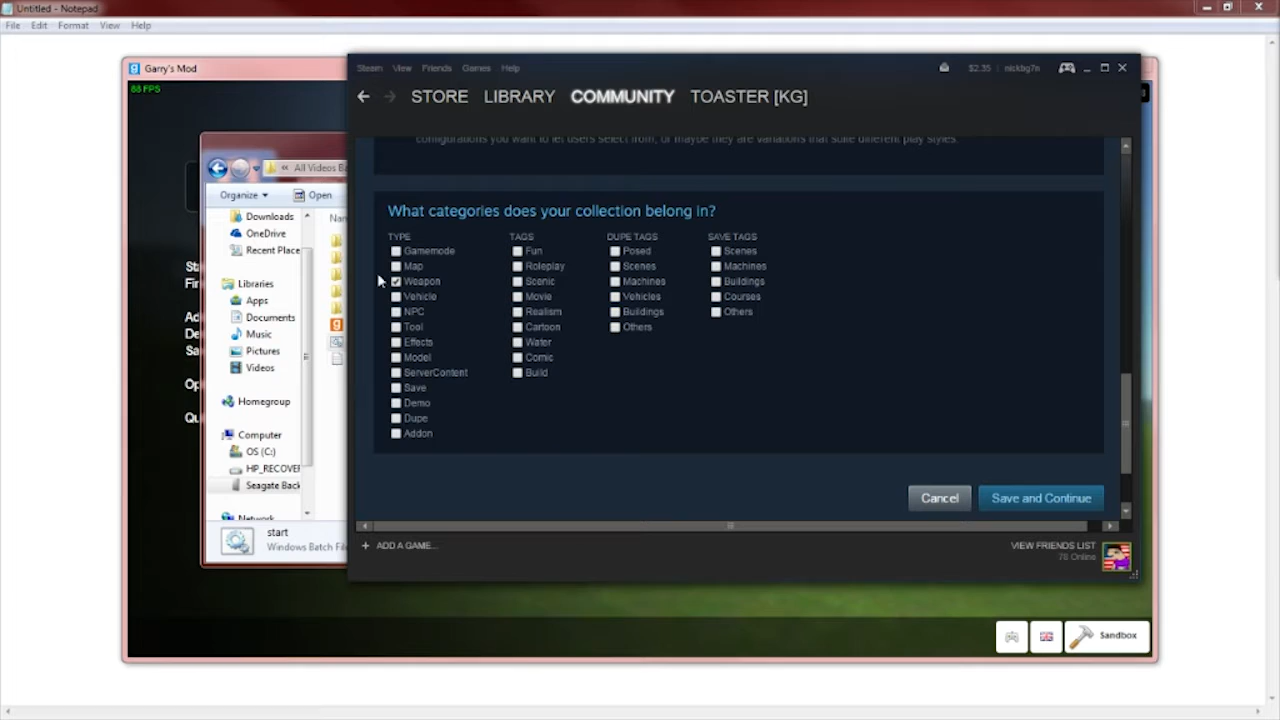 Untitled - Notepad
File Edit Format View Help
Garry's Mod
Steam View Friends Games Help
$2.35 nickbg7n
88 FPS
STORE LIBRARY COMMUNITY TOASTER [KG]
configurations you want to let users select from, or maybe they are variations that suite different play styles.
« All Videos Ba
Organize Open
What categories does your collection belong in?
Downloads
OneDrive
Recent Place
Libraries
Apps
Documents
Music
Pictures
Videos
Homegroup
Computer
OS (C:)
HP_RECOVER
Seagate Back
Network
start
Windows Batch File
TYPE
Gamemode
Map
Weapon
Vehicle
NPC
Tool
Effects
Model
ServerContent
Save
Demo
Dupe
Addon
TAGS
Fun
Roleplay
Scenic
Movie
Realism
Cartoon
Water
Comic
Build
DUPE TAGS
Posed
Scenes
Machines
Vehicles
Buildings
Others
SAVE TAGS
Scenes
Machines
Buildings
Courses
Others
Cancel Save and Continue
ADD A GAME...
VIEW FRIENDS LIST
78 Online
Sandbox